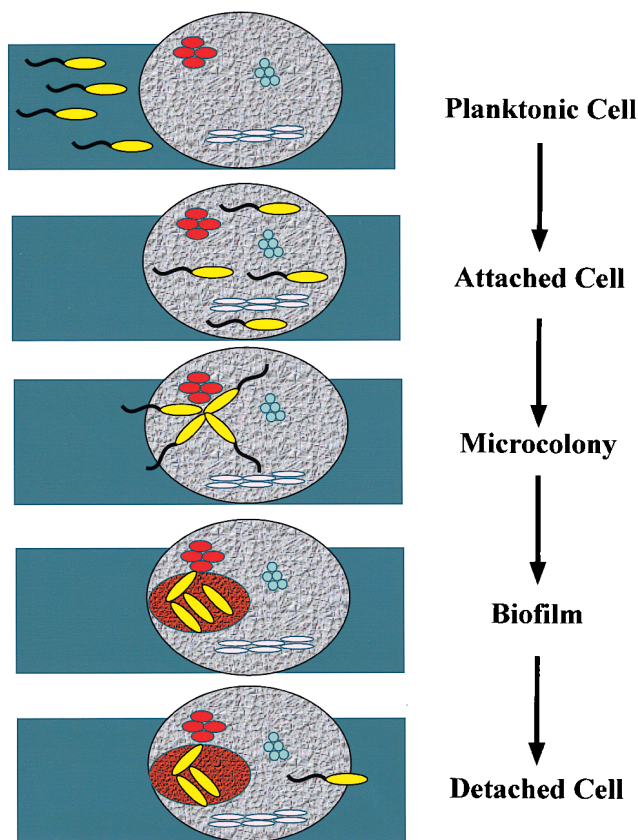 Planktonic Cell
Attached Cell
Microcolony
Biofilm
Detached Cell